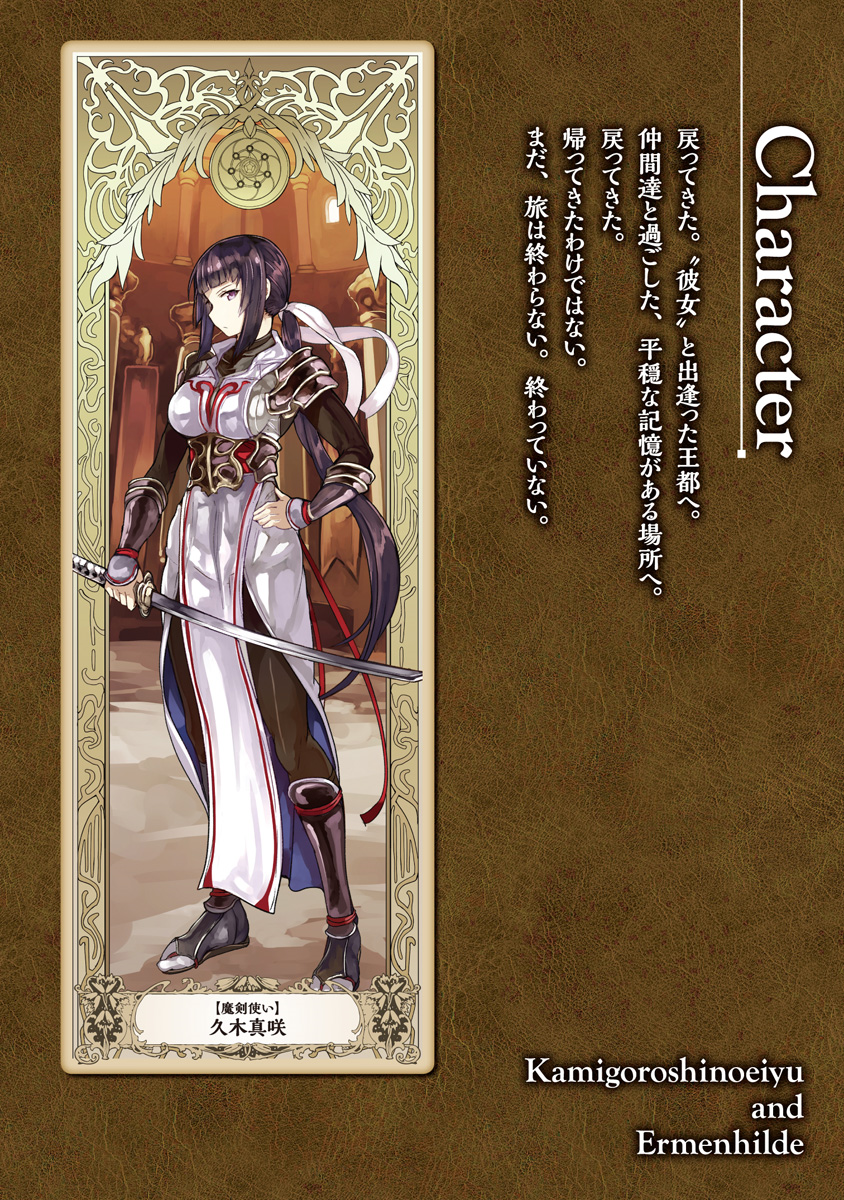 Character
戻ってきた。〝彼女〟と出逢った王都へ。
仲間達と過ごした、平穏な記憶がある場所へ。
戻ってきた。
帰ってきたわけではない。
まだ、旅は終わらない。終わっていない。
【魔剣使い】
久木真咲
Kamigoroshinoeiyu
and
Ermenhilde